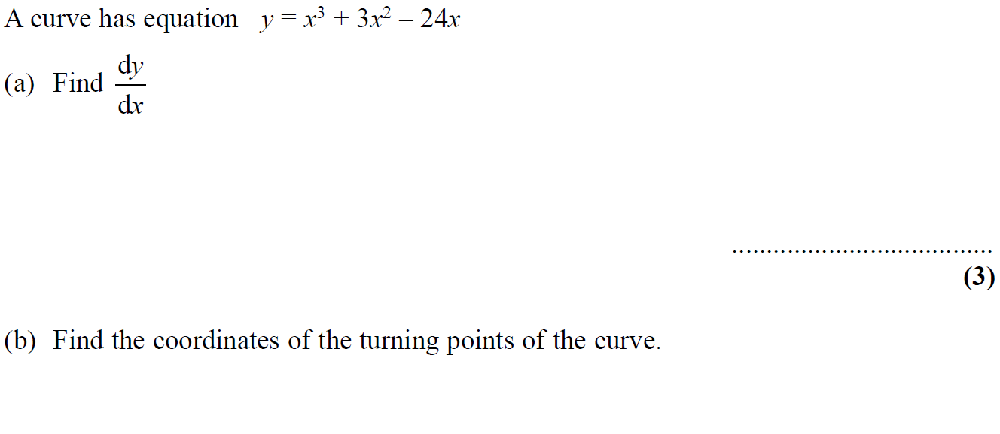 A curve has equation y = x³ + 3x² – 24x
(a) Find dy/dx
(3)
(b) Find the coordinates of the turning points of the curve.